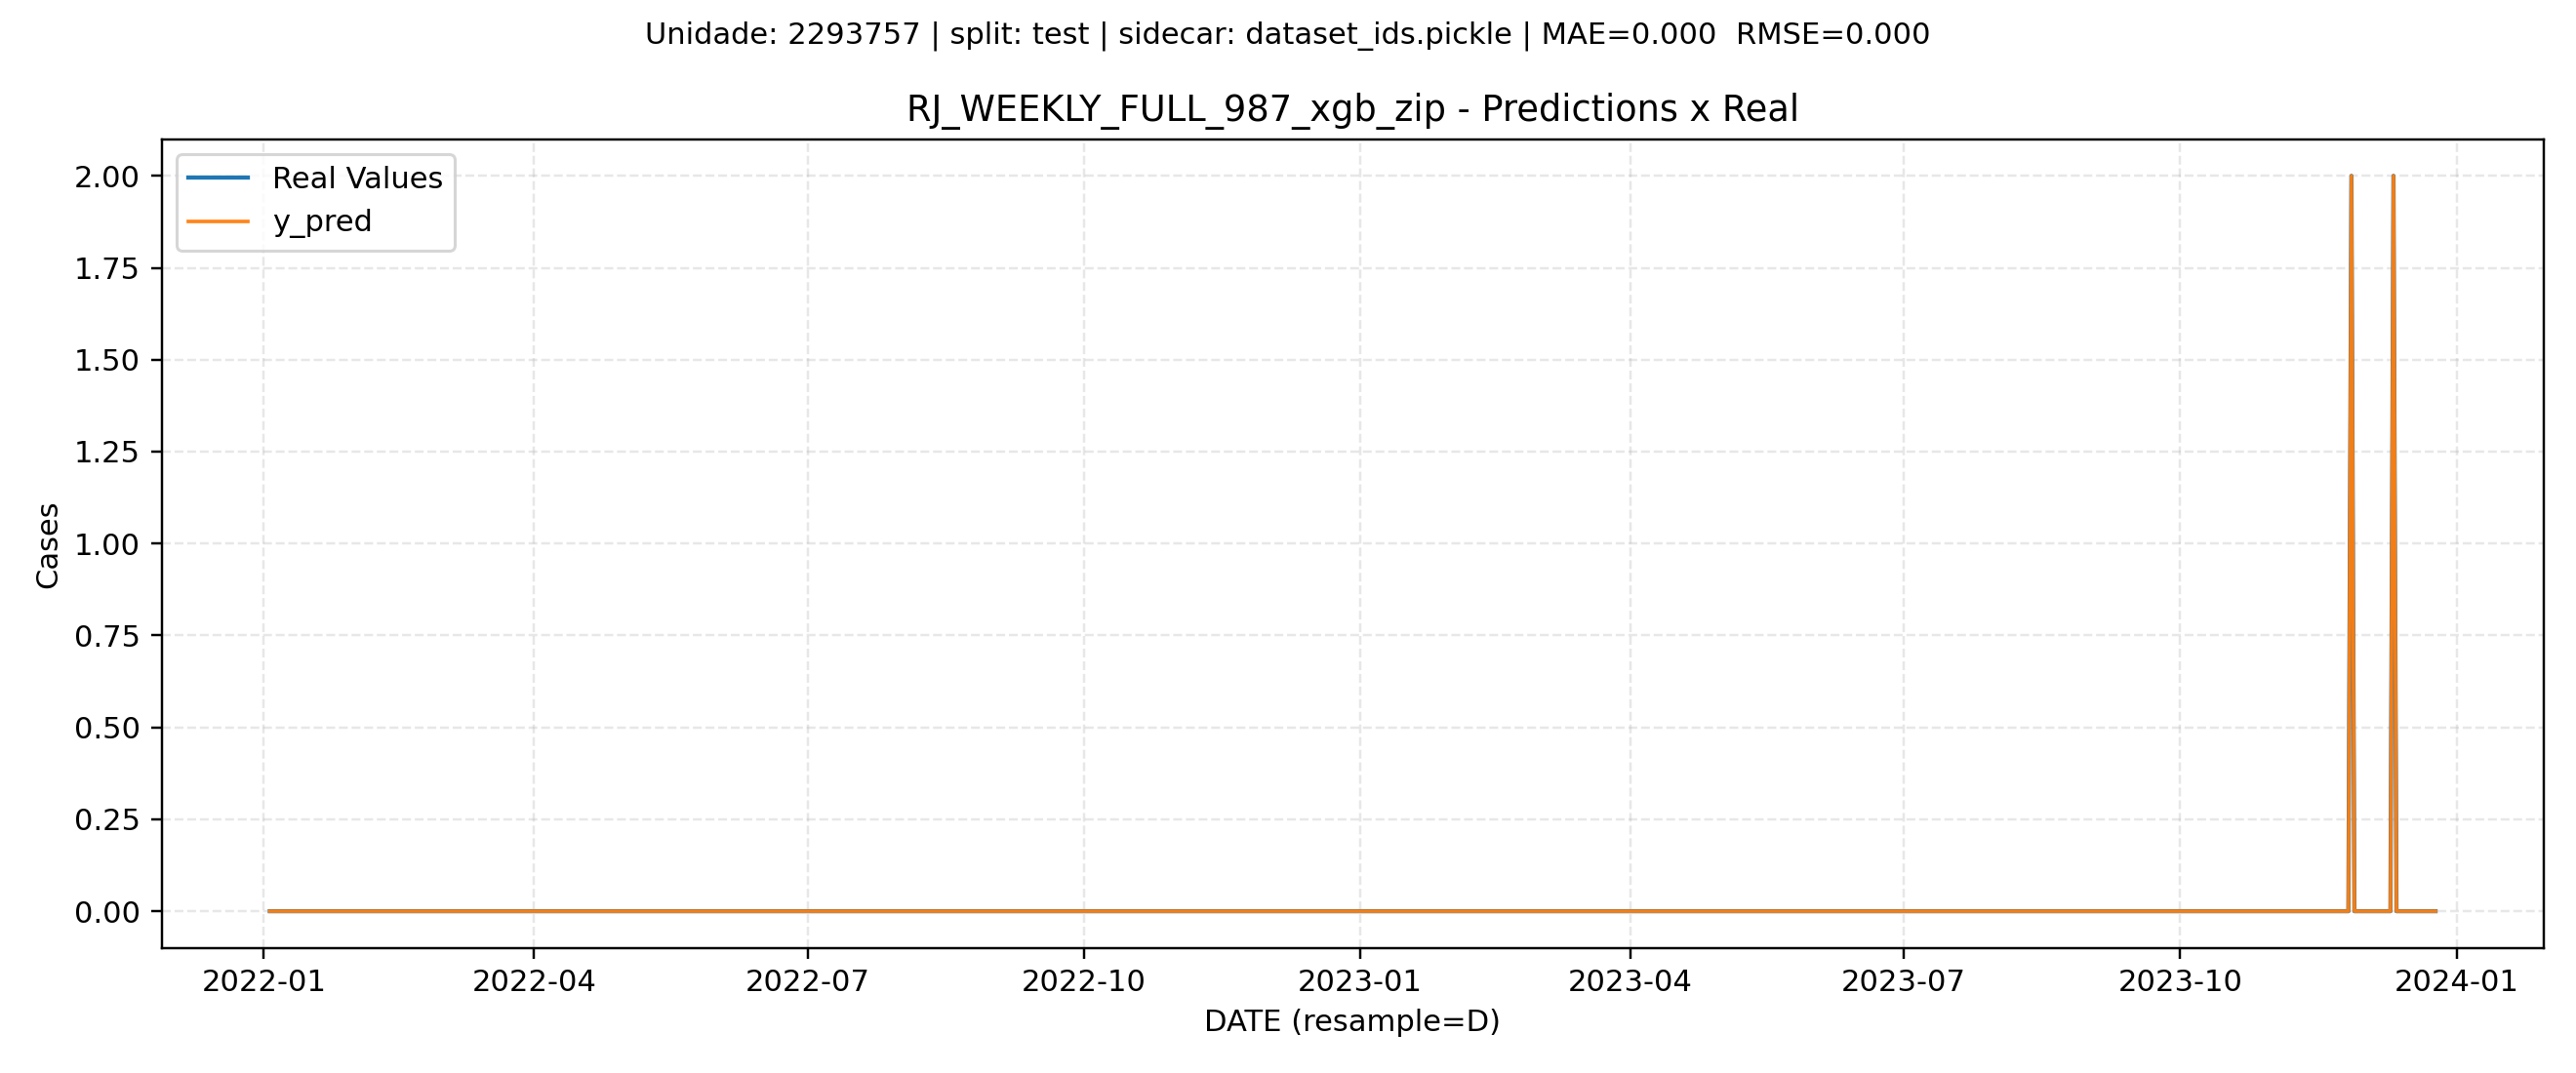 Unidade: 2293757 | split: test | sidecar: dataset_ids.pickle | MAE=0.000  RMSE=0.000
RJ_WEEKLY_FULL_987_xgb_zip - Predictions x Real
Real Values
y_pred
2.00
1.75
1.50
1.25
1.00
0.75
0.50
0.25
0.00
Cases
2022-01 2022-04 2022-07 2022-10 2023-01 2023-04 2023-07 2023-10 2024-01
DATE (resample=D)